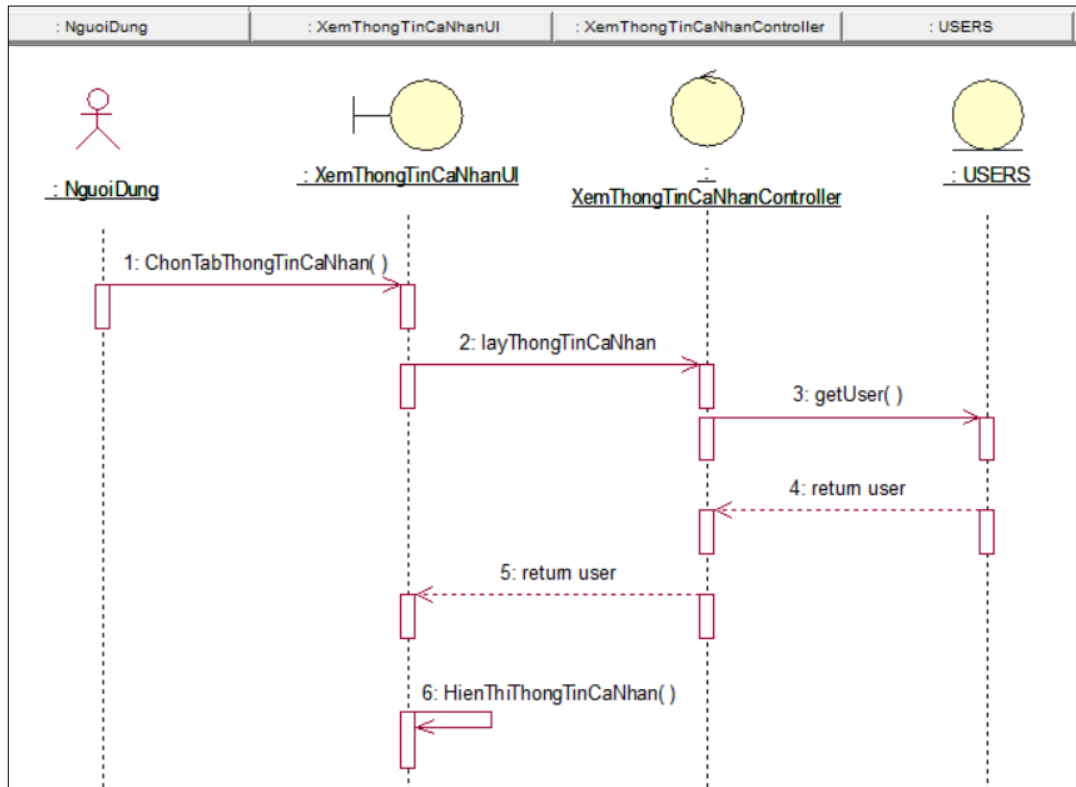 : NguoiDung
: XemThongTinCaNhanUI
: XemThongTinCaNhanController
: USERS
: NguoiDung
: XemThongTinCaNhanUI
:
XemThongTinCaNhanController
: USERS
1: ChonTabThongTinCaNhan( )
2: layThongTinCaNhan
3: getUser( )
4: return user
5: return user
6: HienThiThongTinCaNhan( )